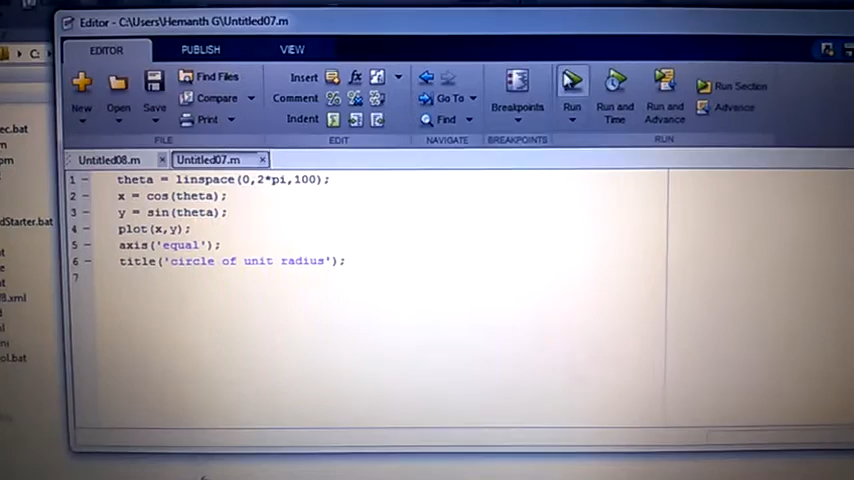 Editor - C:\Users\Hemanth G\Untitled07.m
EDITOR PUBLISH VIEW
C:
New Open Save Find Files Compare Print
Insert Comment Indent
Go To Find
Breakpoints
Run Run and Time Run and Advance Run Section Advance
FILE EDIT NAVIGATE BREAKPOINTS RUN
Untitled08.m Untitled07.m
1 theta = linspace(0,2*pi,100);
2 x = cos(theta);
3 y = sin(theta);
4 plot(x,y);
5 axis('equal');
6 title('circle of unit radius');
7
ec.bat
dStarter.bat
8.xml
ol.bat